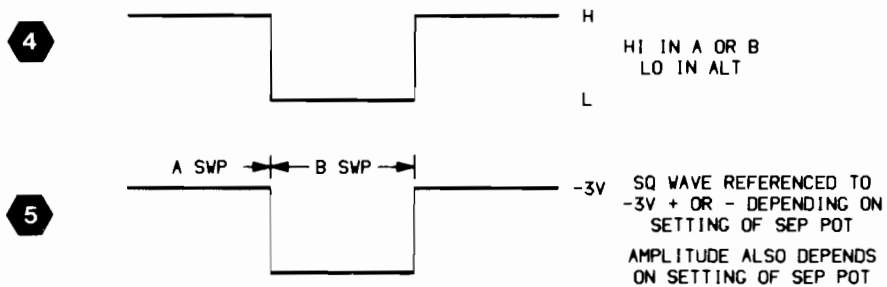 4
H
HI IN A OR B
LO IN ALT
L
A SWP
B SWP
5
-3V
SQ WAVE REFERENCED TO
-3V + OR - DEPENDING ON
SETTING OF SEP POT
AMPLITUDE ALSO DEPENDS
ON SETTING OF SEP POT